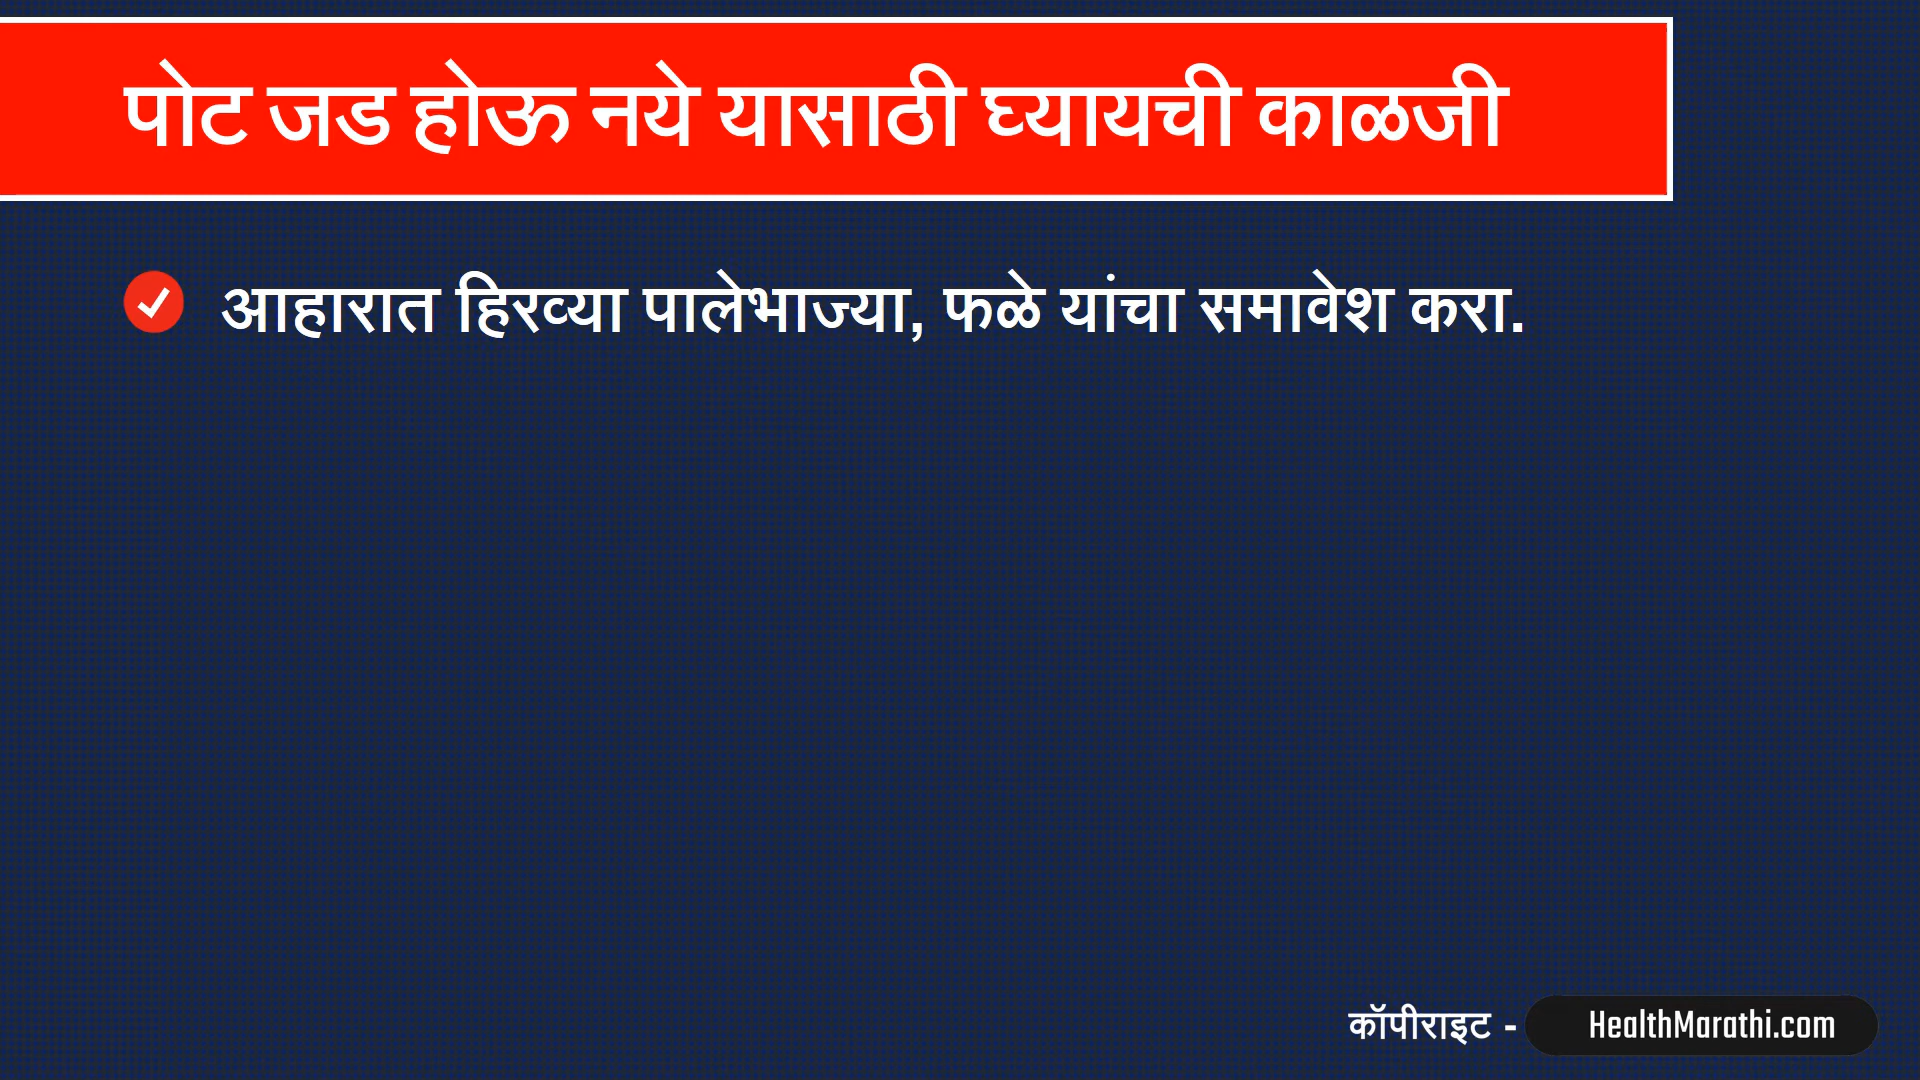 पोट जड होऊ नये यासाठी घ्यायची काळजी
आहारात हिरव्या पालेभाज्या, फळे यांचा समावेश करा.
कॉपीराइट - HealthMarathi.com